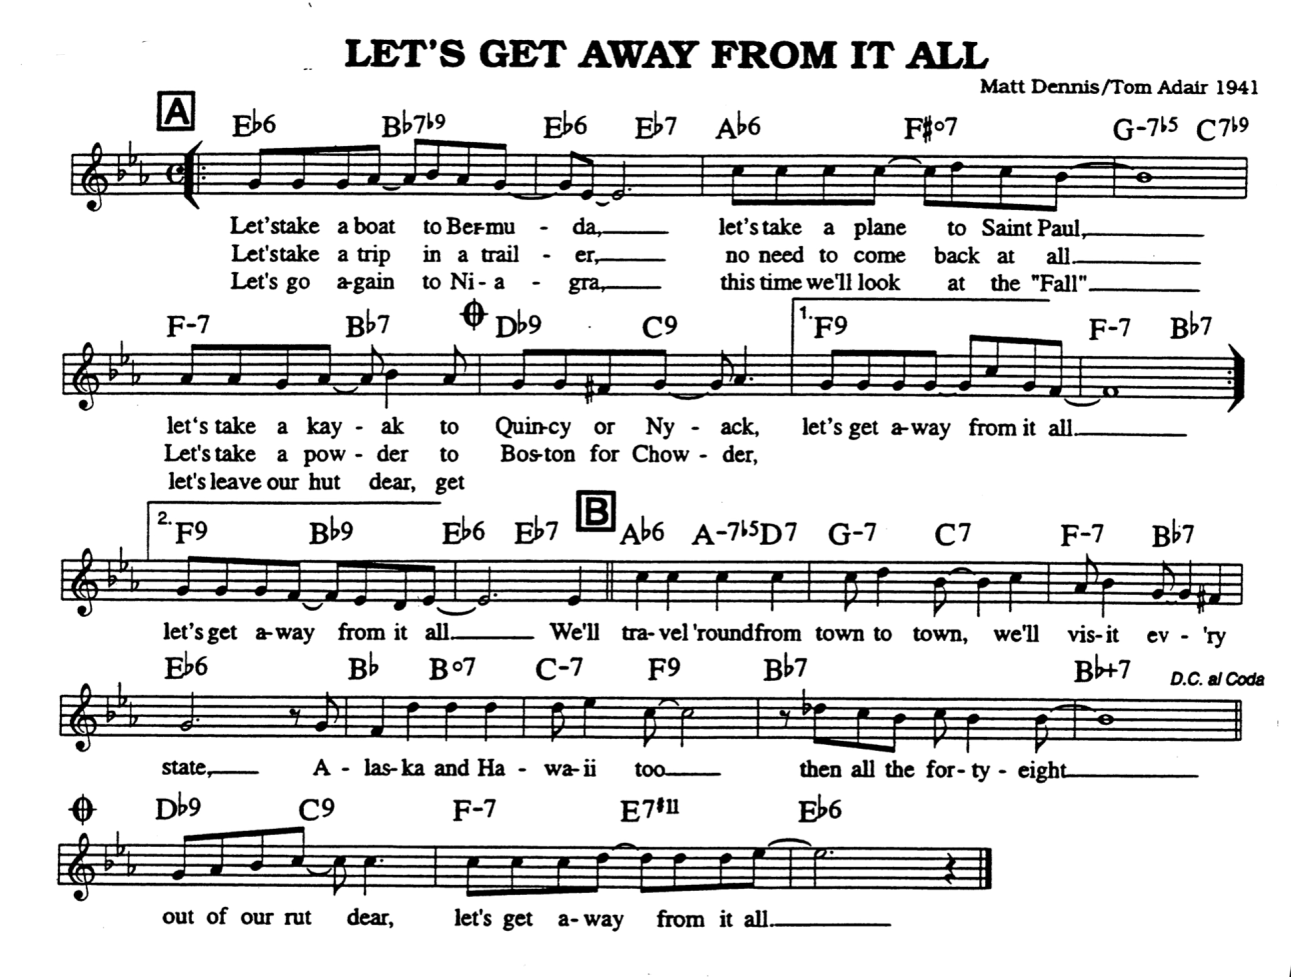 LET'S GET AWAY FROM IT ALL
Matt Dennis/Tom Adair 1941
A
E♭6 B♭7♭9 E♭6 E♭7 A♭6 F#o7 G-7♭5 C7♭9
Let's take a boat to Ber-mu - da, let's take a plane to Saint Paul,
Let's take a trip in a trail - er, no need to come back at all.
Let's go a-gain to Ni - a - gra, this time we'll look at the "Fall"
F-7 B♭7 D♭9 C9 1. F9 F-7 B♭7
let's take a kay - ak to Quin-cy or Ny - ack, let's get a-way from it all.
Let's take a pow - der to Bos-ton for Chow - der,
let's leave our hut dear, get
2. F9 B♭9 E♭6 E♭7 B A♭6 A-7♭5 D7 G-7 C7 F-7 B♭7
let's get a-way from it all. We'll tra-vel 'round from town to town, we'll vis-it ev - 'ry
E♭6 B♭ Bo7 C-7 F9 B♭7 B♭+7 D.C. al Coda
state, A - las-ka and Ha - wa-ii too then all the for-ty - eight
D♭9 C9 F-7 E7#11 E♭6
out of our rut dear, let's get a-way from it all.